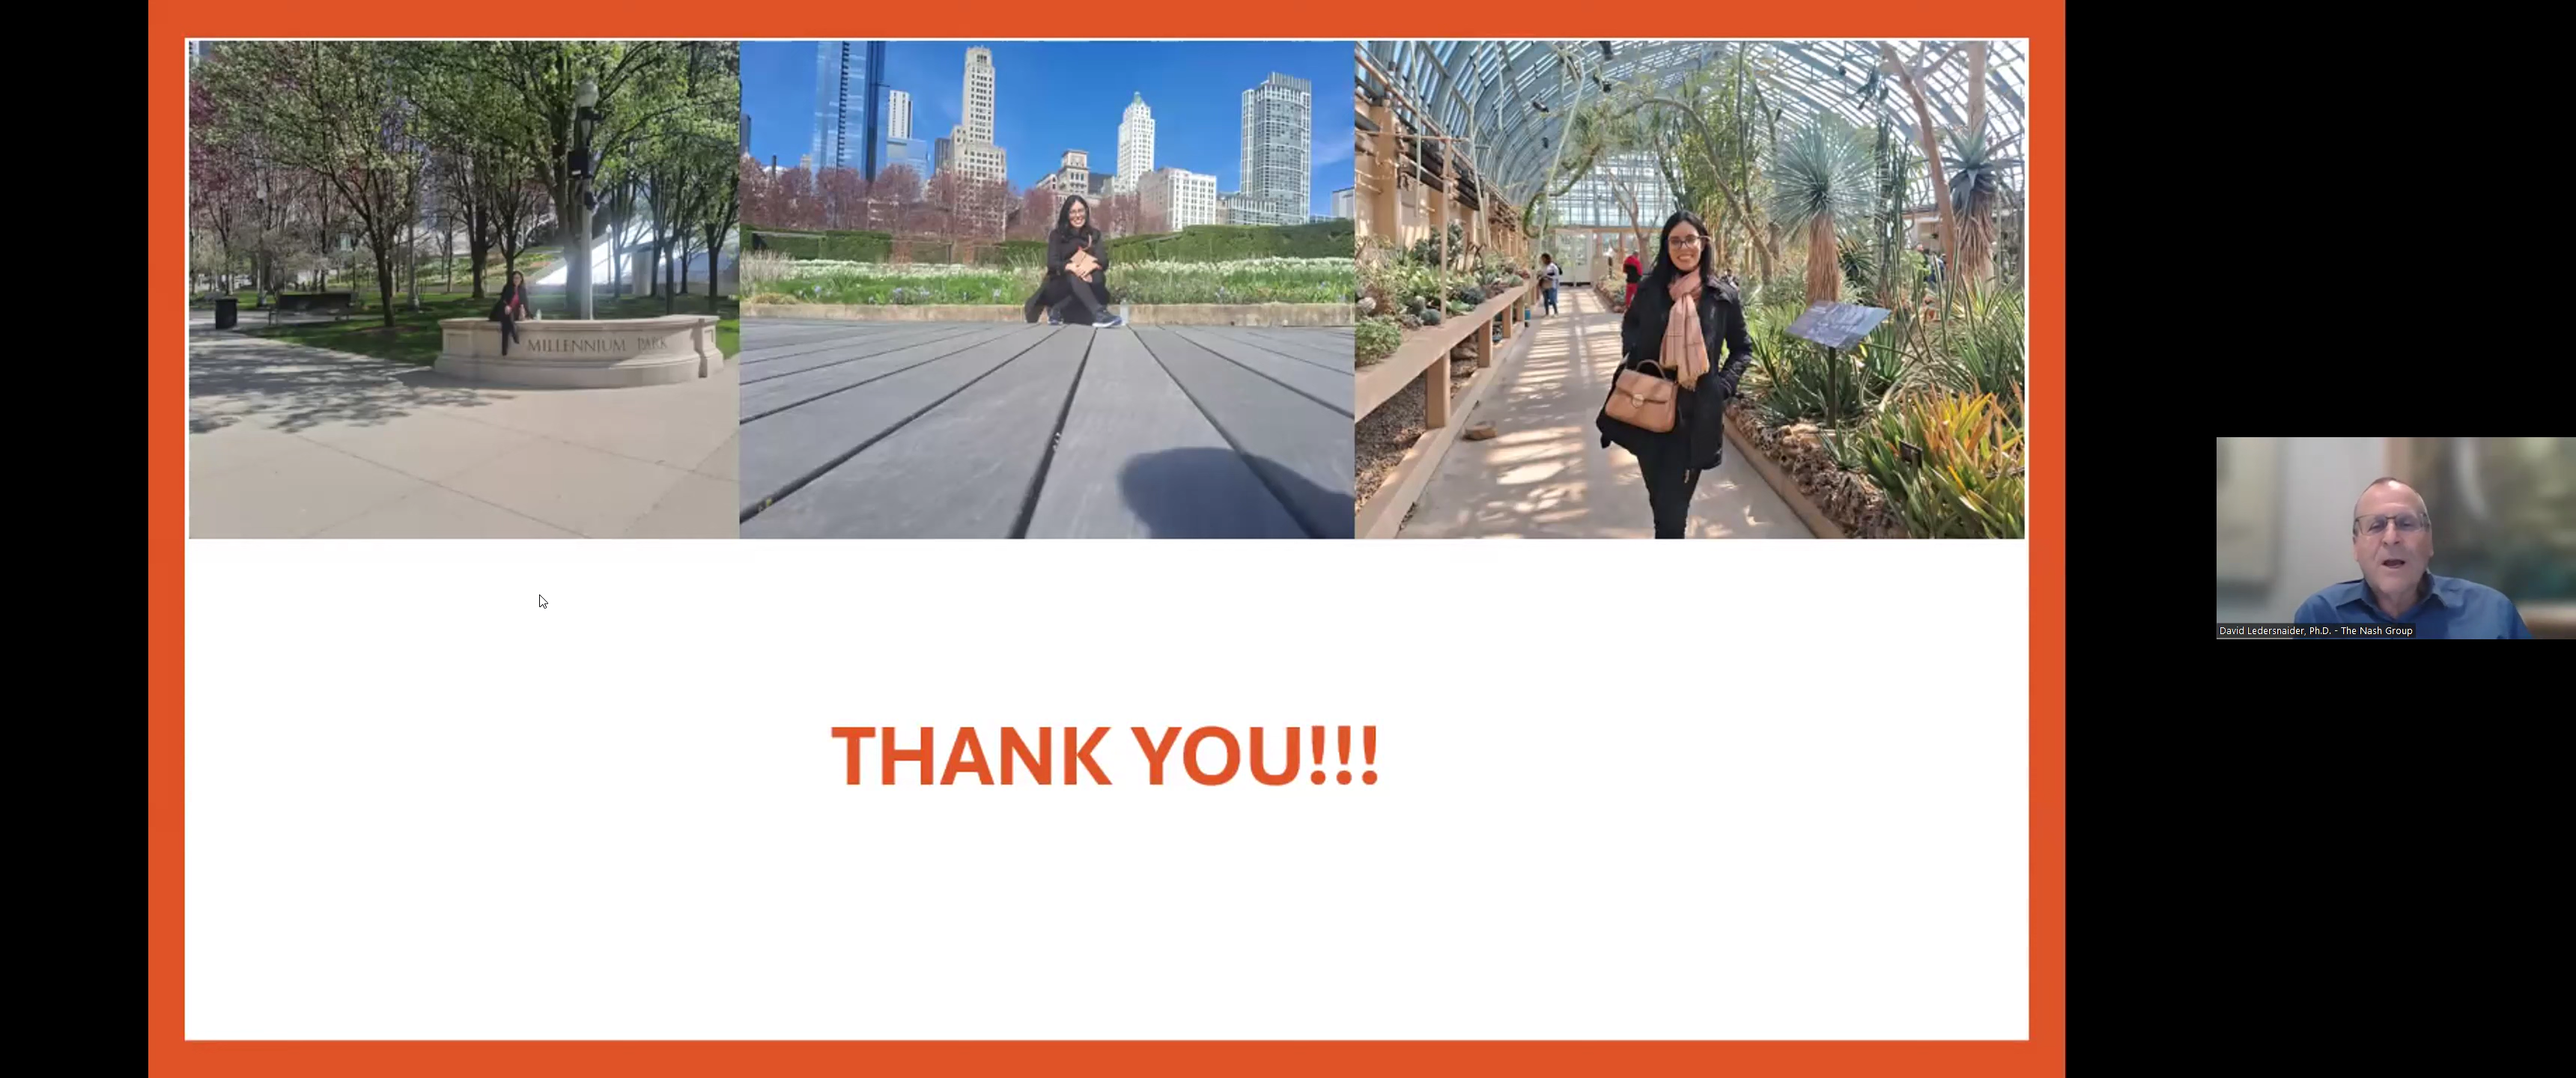 MILLENNIUM PARK
THANK YOU!!!
David Ledersnaider, Ph.D. - The Nash Group